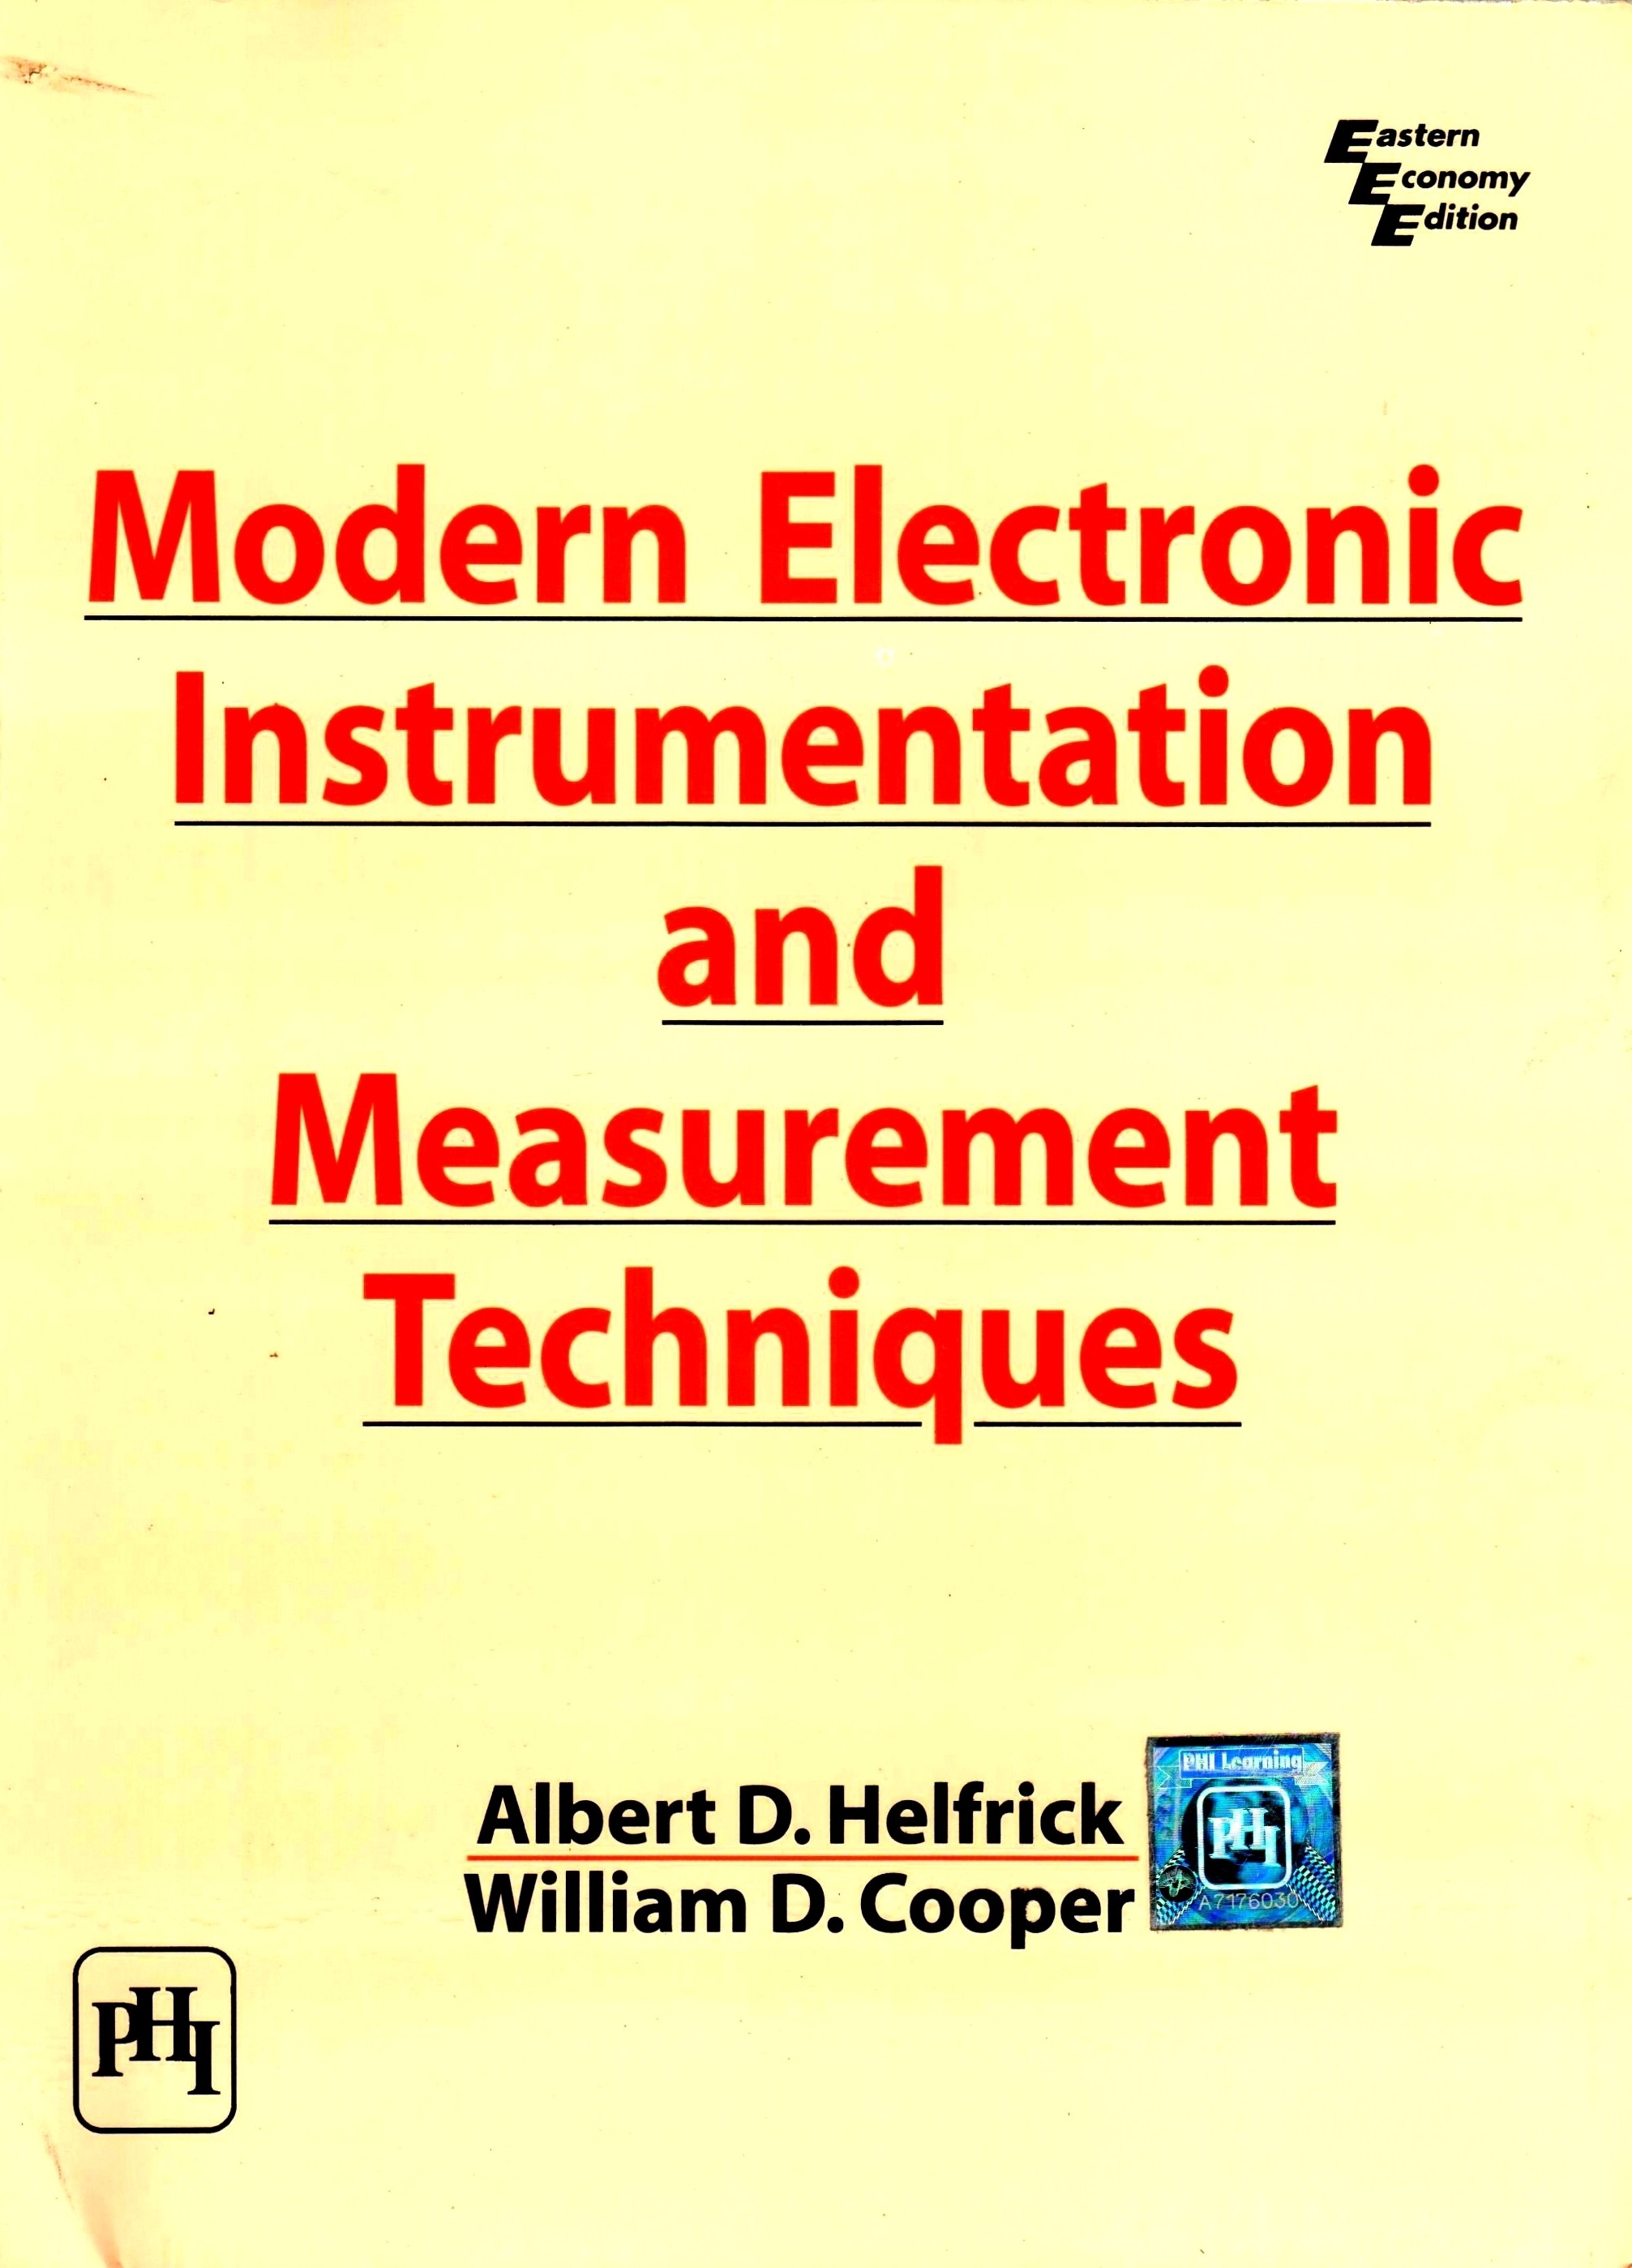 Eastern
Economy
Edition
Modern Electronic
Instrumentation
and
Measurement
Techniques
Albert D. Helfrick
William D. Cooper
PHI Learning
PHI
A7176030
PHI